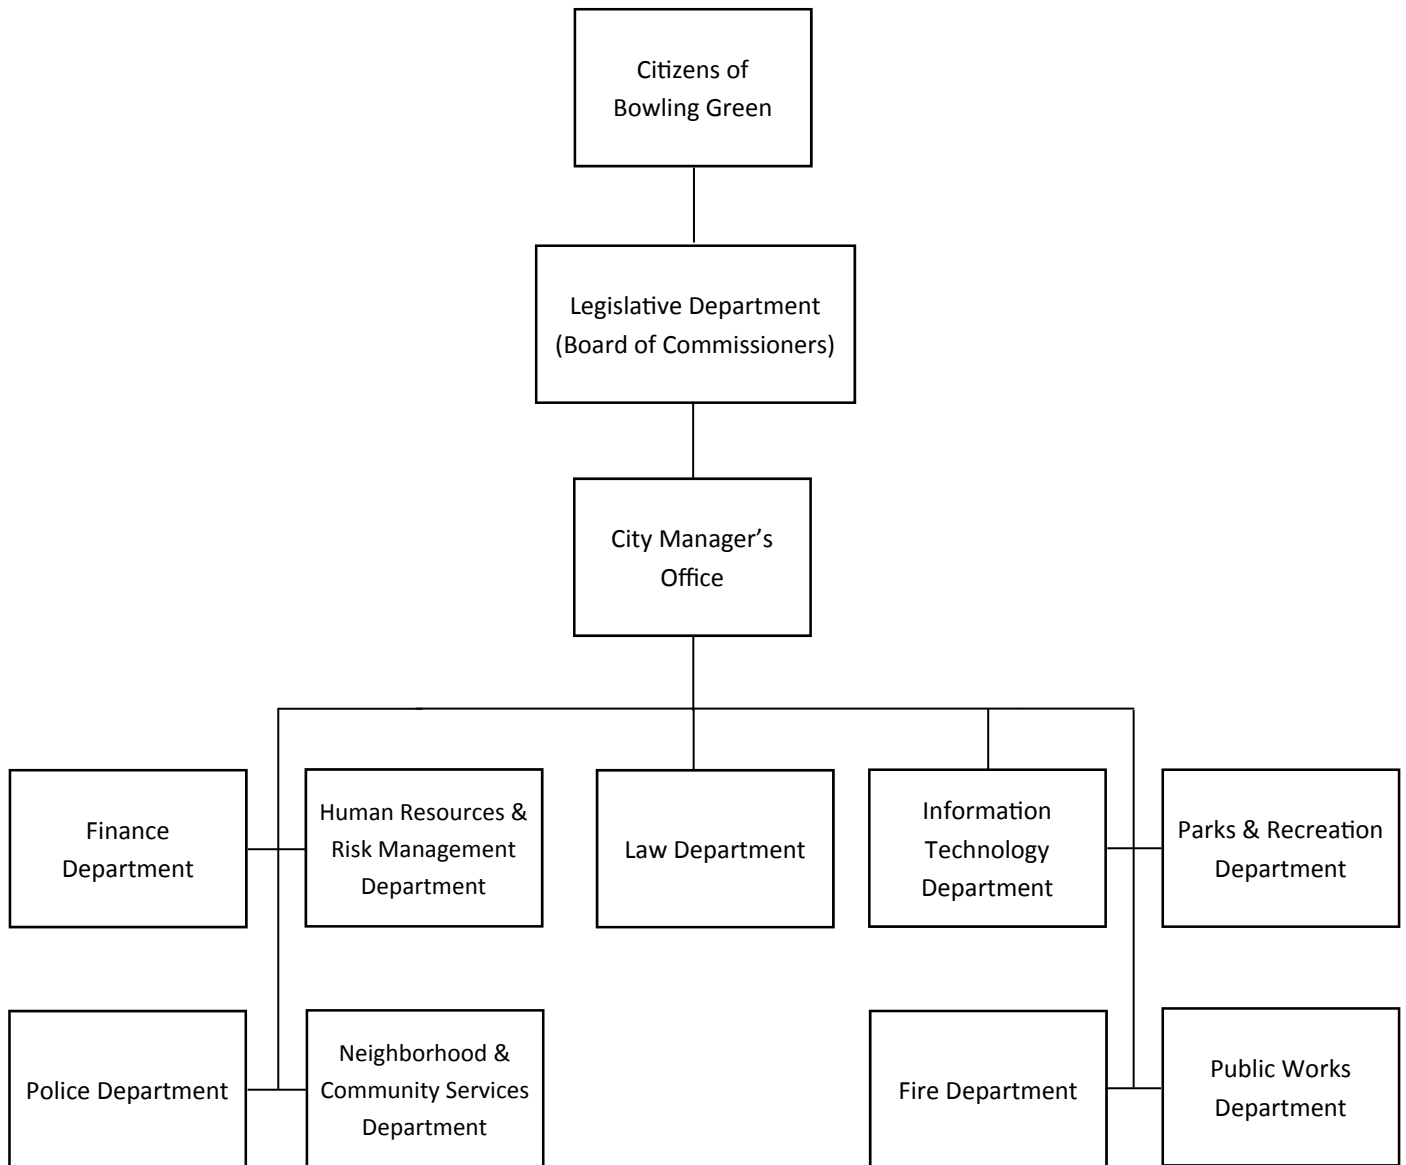 Citizens of
Bowling Green
Legislative Department
(Board of Commissioners)
City Manager’s
Office
Finance
Department
Human Resources &
Risk Management
Department
Law Department
Information
Technology
Department
Parks & Recreation
Department
Police Department
Neighborhood &
Community Services
Department
Fire Department
Public Works
Department